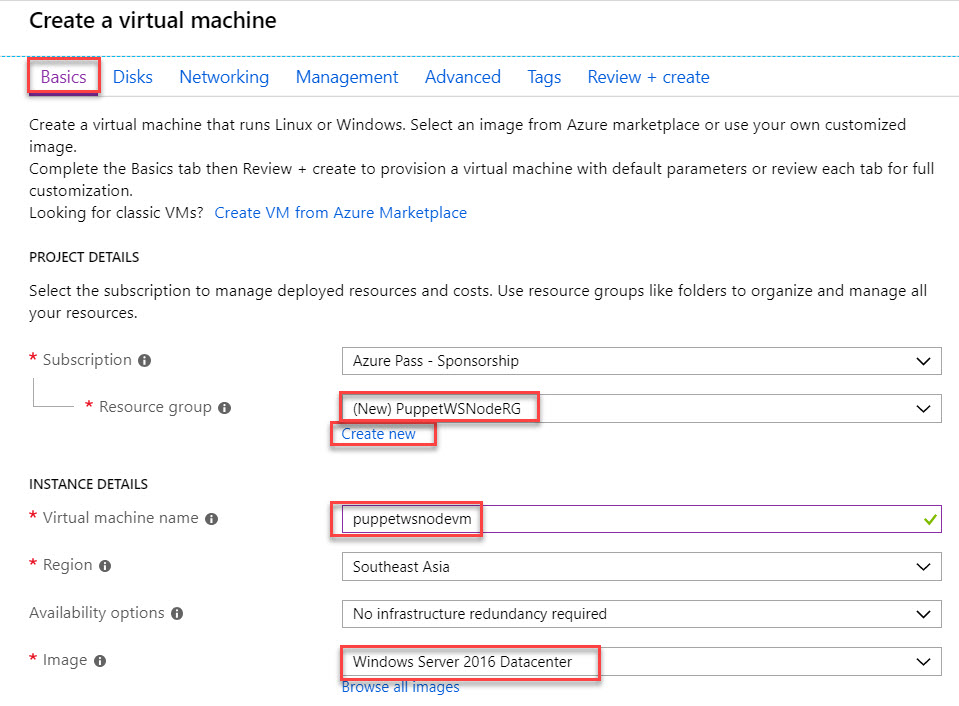 Create a virtual machine
Basics Disks Networking Management Advanced Tags Review + create
Create a virtual machine that runs Linux or Windows. Select an image from Azure marketplace or use your own customized
image.
Complete the Basics tab then Review + create to provision a virtual machine with default parameters or review each tab for full
customization.
Looking for classic VMs? Create VM from Azure Marketplace
PROJECT DETAILS
Select the subscription to manage deployed resources and costs. Use resource groups like folders to organize and manage all
your resources.
* Subscription Azure Pass - Sponsorship
* Resource group (New) PuppetWSNodeRG
Create new
INSTANCE DETAILS
* Virtual machine name puppetwsnodevm
* Region Southeast Asia
Availability options No infrastructure redundancy required
* Image Windows Server 2016 Datacenter
Browse all images